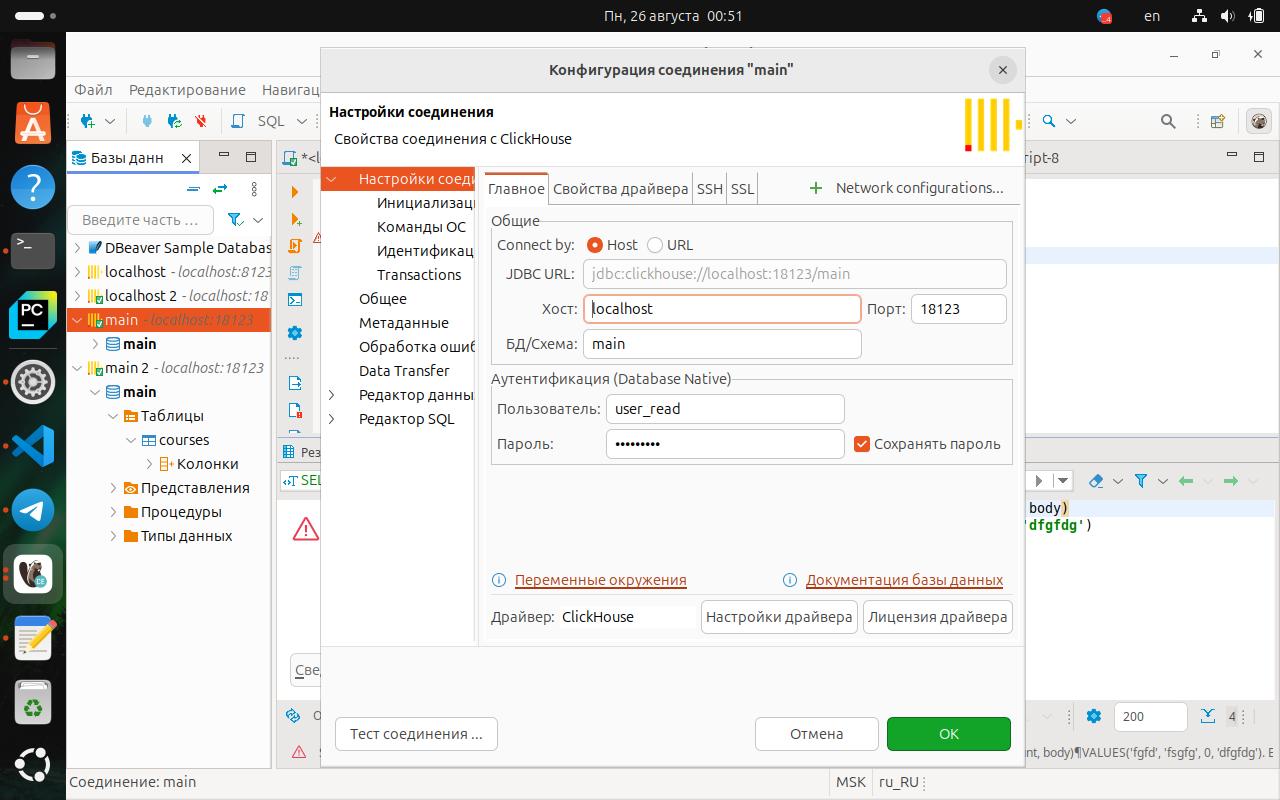 Пн, 26 августа 00:51
en
Конфигурация соединения "main"
Файл Редактирование Навигац
SQL
Настройки соединения
Свойства соединения с ClickHouse
Базы данн
*<l
ript-8
Введите часть ...
DBeaver Sample Databas
localhost - localhost:8123
localhost 2 - localhost:18
main - localhost:18123
main
main 2 - localhost:18123
main
Таблицы
courses
Колонки
Представления
Процедуры
Типы данных
Настройки соеди
Инициализац
Команды ОС
Идентификац
Transactions
Общее
Метаданные
Обработка ошиб
Data Transfer
Редактор данны
Редактор SQL
Главное Свойства драйвера SSH SSL Network configurations...
Общие
Connect by: Host URL
JDBC URL: jdbc:clickhouse://localhost:18123/main
Хост: localhost Порт: 18123
БД/Схема: main
Аутентификация (Database Native)
Пользователь: user_read
Пароль: ••••••••• Сохранять пароль
Переменные окружения Документация базы данных
Драйвер: ClickHouse Настройки драйвера Лицензия драйвера
Тест соединения ... Отмена ОК
Рез
SEL
body)
'dfgfdg')
Све
200 4
nt, body)¶VALUES('fgfd', 'fsgfg', 0, 'dfgfdg'). E
Соединение: main
MSK ru_RU